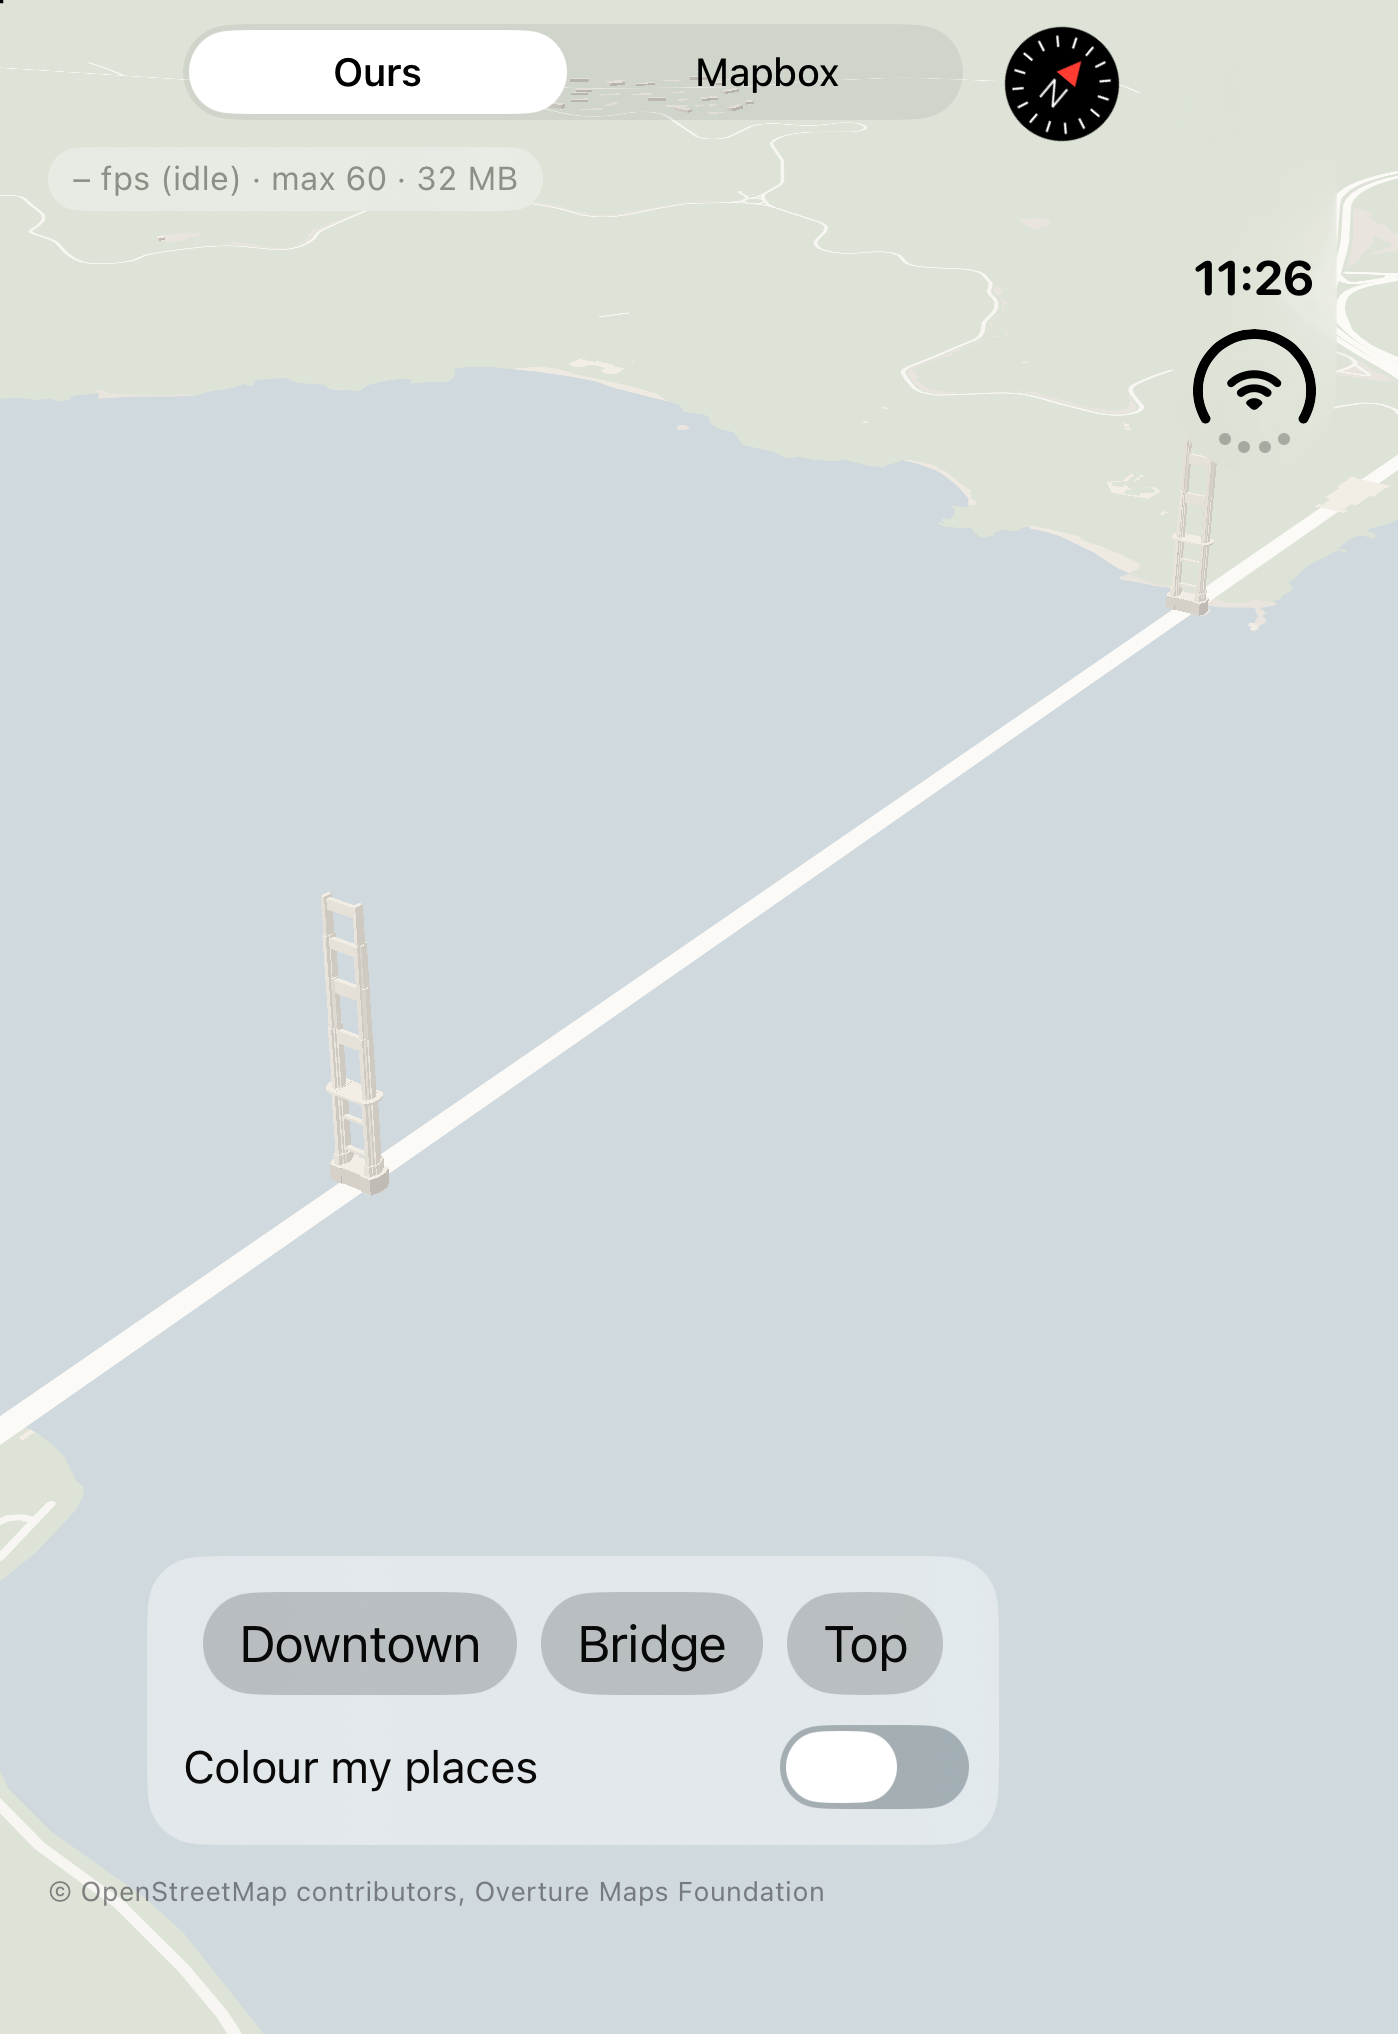 Ours
Mapbox
N
– fps (idle) · max 60 · 32 MB
11:26
Downtown
Bridge
Top
Colour my places
© OpenStreetMap contributors, Overture Maps Foundation